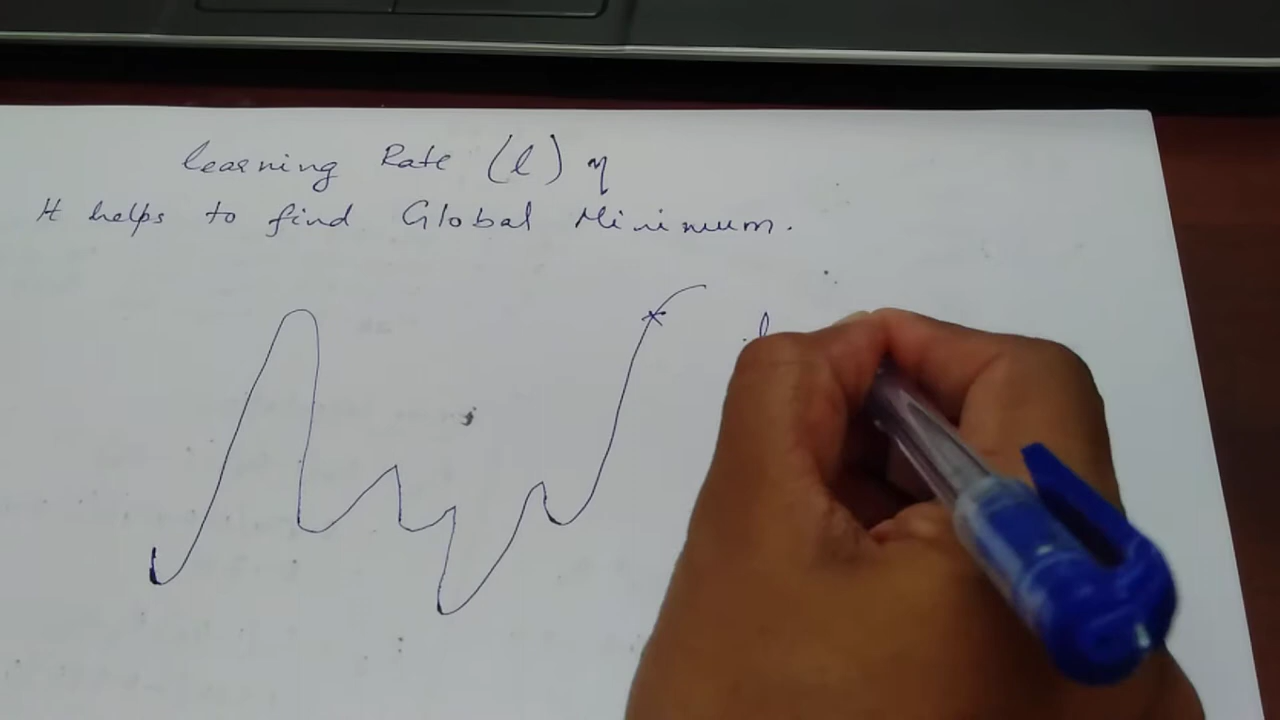 learning Rate (l) η
It helps to find Global Minimum.